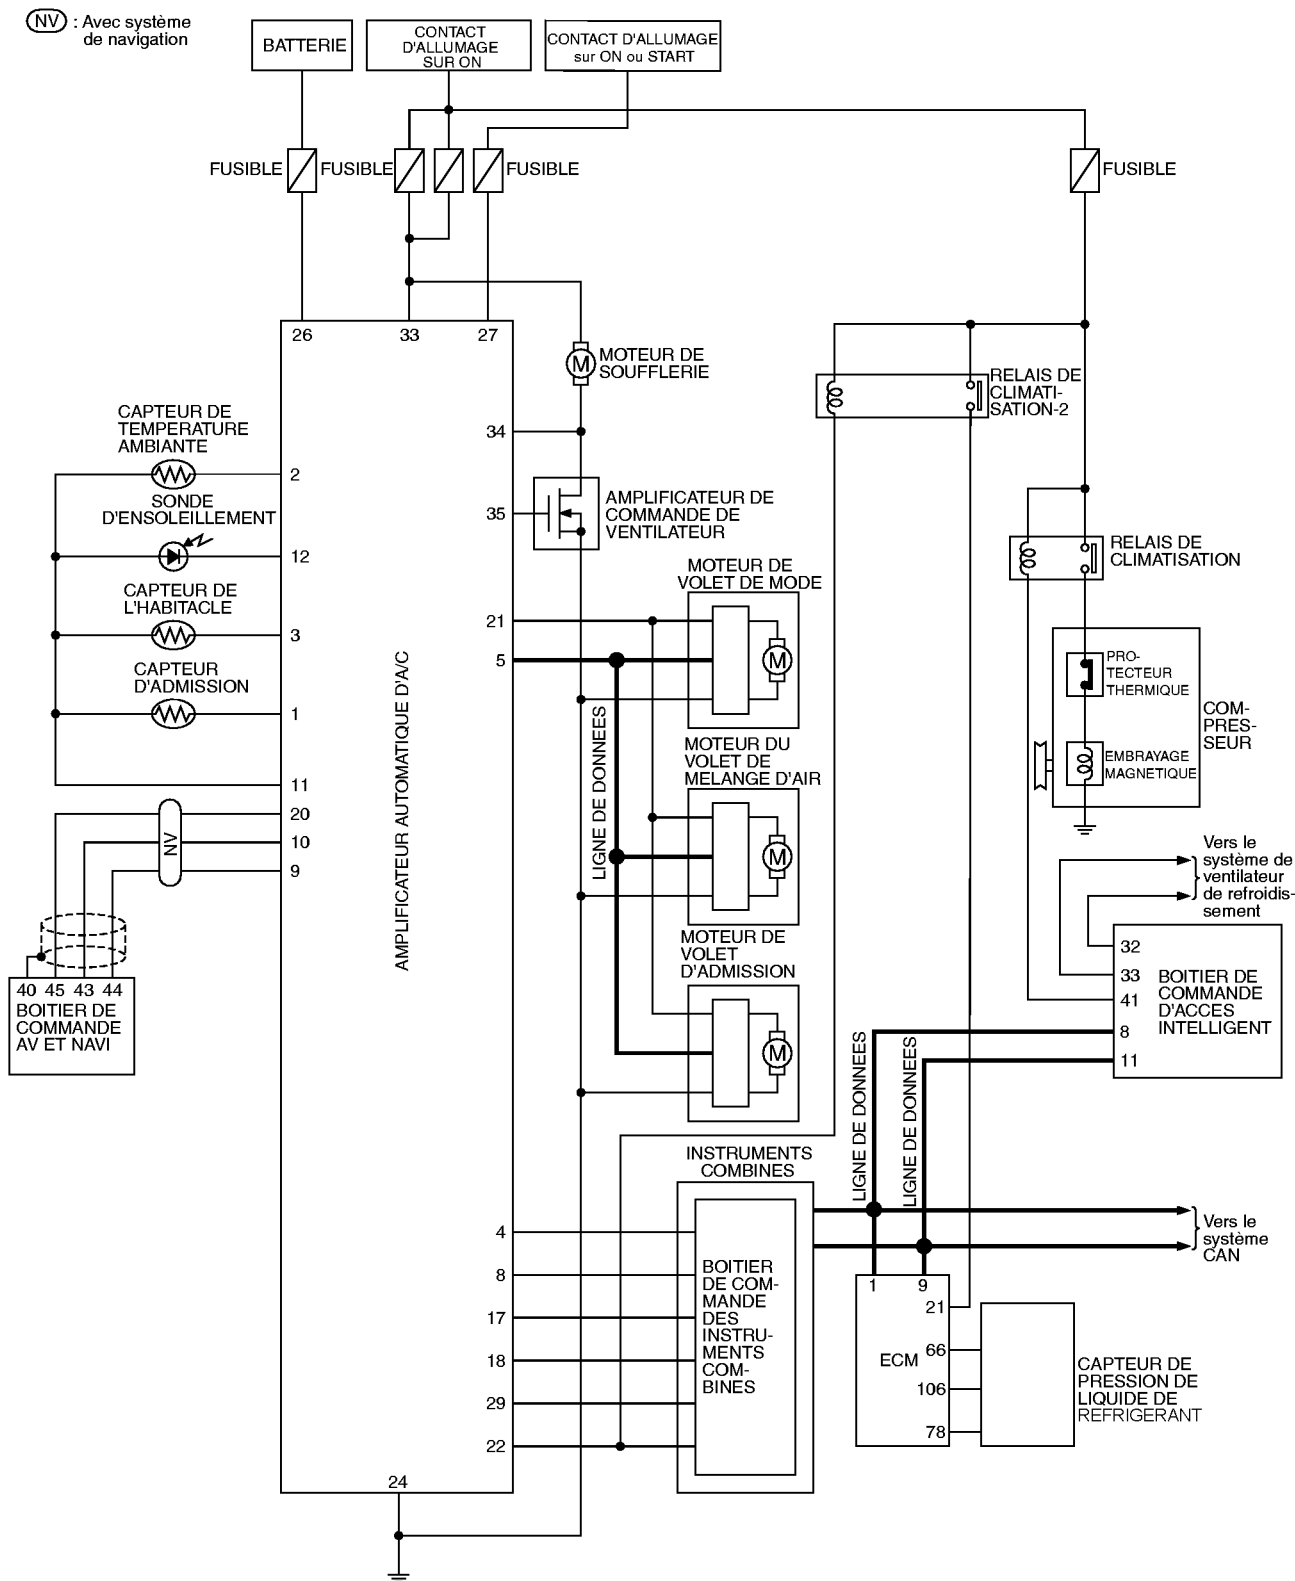 NV : Avec système
de navigation
BATTERIE
CONTACT
D'ALLUMAGE
SUR ON
CONTACT D'ALLUMAGE
sur ON ou START
FUSIBLE
FUSIBLE
FUSIBLE
FUSIBLE
26
33
27
MOTEUR DE
SOUFFLERIE
M
RELAIS DE
CLIMATI-
SATION-2
CAPTEUR DE
TEMPERATURE
AMBIANTE
2
34
SONDE
D'ENSOLEILLEMENT
12
35
AMPLIFICATEUR DE
COMMANDE DE
VENTILATEUR
RELAIS DE
CLIMATISATION
CAPTEUR DE
L'HABITACLE
3
MOTEUR DE
VOLET DE MODE
21
5
M
CAPTEUR
D'ADMISSION
1
PRO-
TECTEUR
THERMIQUE
COM-
PRES-
SEUR
EMBRAYAGE
MAGNETIQUE
AMPLIFICATEUR AUTOMATIQUE D'A/C
LIGNE DE DONNEES
MOTEUR DU
VOLET DE
MELANGE D'AIR
M
11
20
10
9
NV
40 45 43 44
BOITIER DE
COMMANDE
AV ET NAVI
MOTEUR DE
VOLET
D'ADMISSION
M
Vers le
système de
ventilateur
de refroidis-
sement
32
33
41
8
11
BOITIER DE
COMMANDE
D'ACCES
INTELLIGENT
LIGNE DE DONNEES
LIGNE DE DONNEES
INSTRUMENTS
COMBINES
4
8
17
18
29
22
24
BOITIER
DE COM-
MANDE
DES
INSTRU-
MENTS
COM-
BINES
Vers le
système
CAN
1
9
21
66
106
78
ECM
CAPTEUR DE
PRESSION DE
LIQUIDE DE
REFRIGERANT